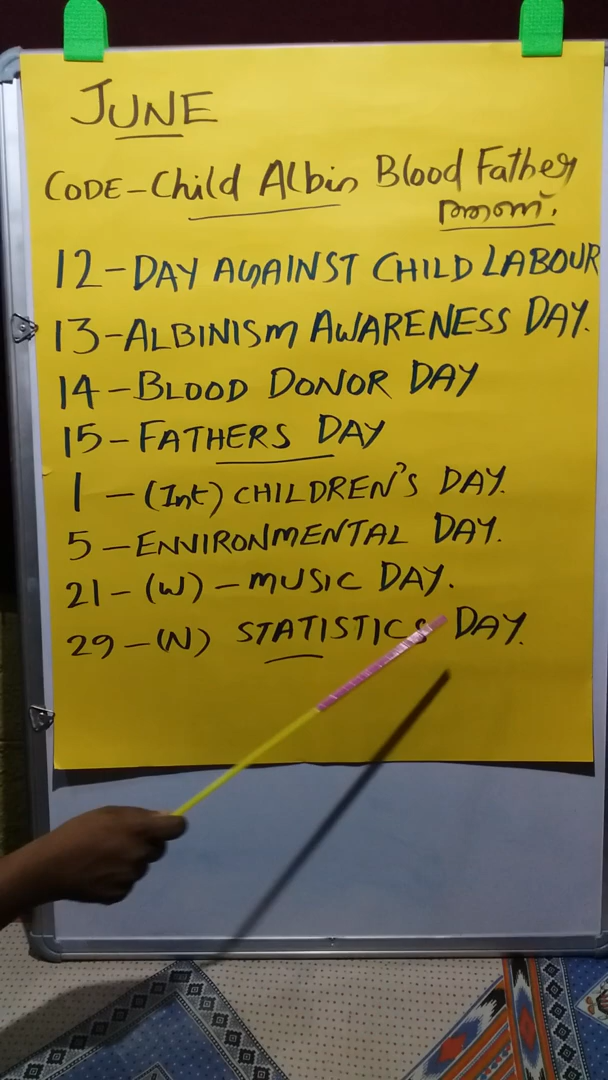 JUNE
CODE-Child Albin Blood Father
ആണ്.
12-DAY AGAINST CHILD LABOUR
13-ALBINISM AWARENESS DAY.
14-BLOOD DONOR DAY
15-FATHERS DAY
1-(Int) CHILDREN'S DAY.
5-ENVIRONMENTAL DAY.
21-(W)-MUSIC DAY.
29-(N) STATISTICS DAY.